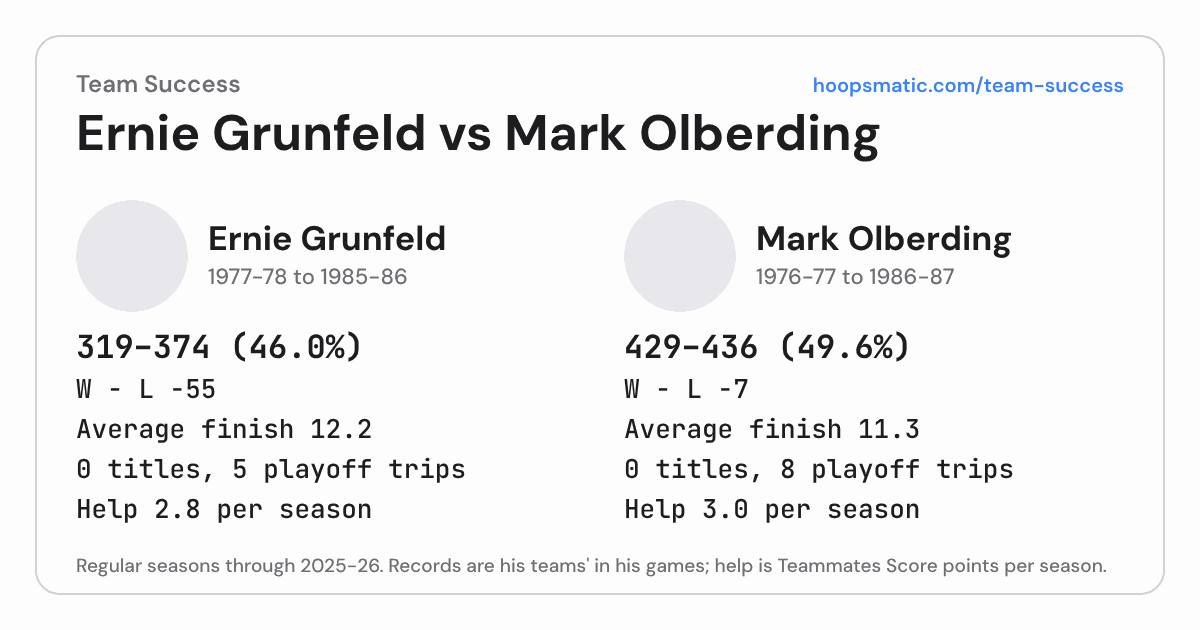 Team Success
hoopsmatic.com/team-success
Ernie Grunfeld vs Mark Olberding
Ernie Grunfeld
1977-78 to 1985-86
319-374 (46.0%)
W - L -55
Average finish 12.2
0 titles, 5 playoff trips
Help 2.8 per season
Mark Olberding
1976-77 to 1986-87
429-436 (49.6%)
W - L -7
Average finish 11.3
0 titles, 8 playoff trips
Help 3.0 per season
Regular seasons through 2025-26. Records are his teams' in his games; help is Teammates Score points per season.